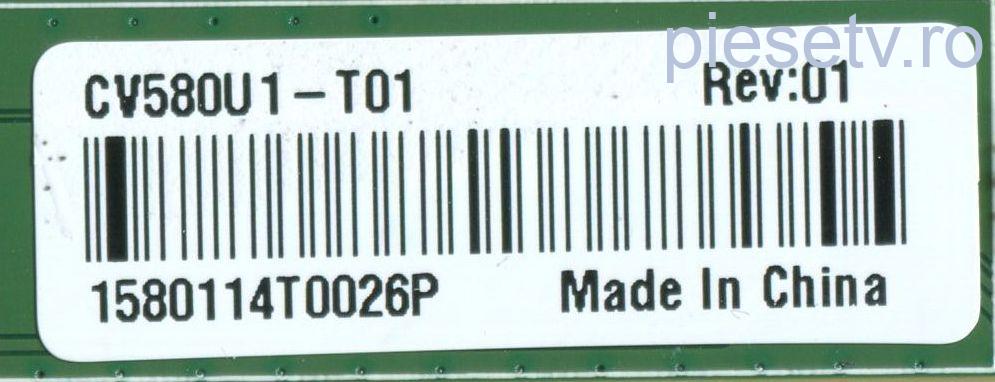 piesetv.ro
CV580U1-T01 Rev:01
1580114T0026P Made In China